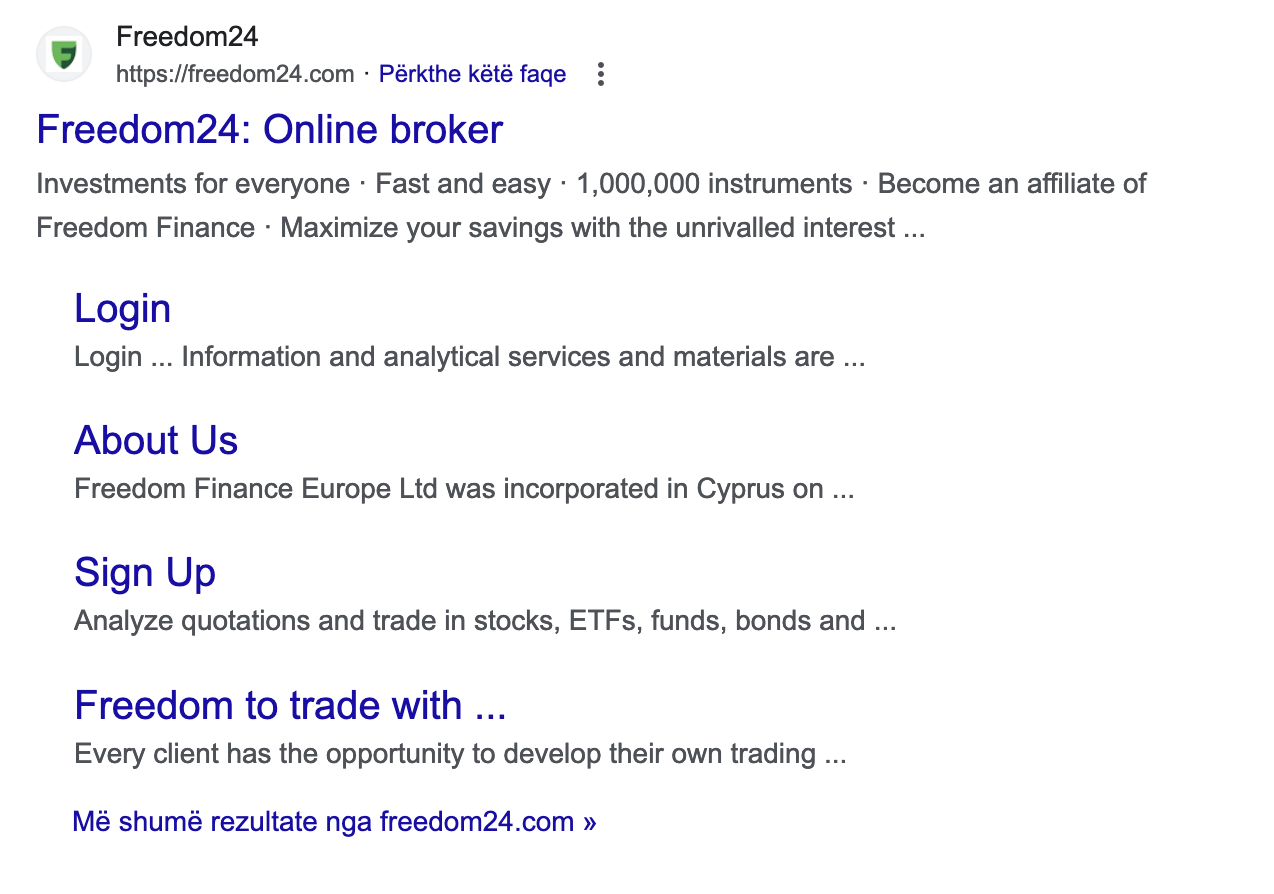 Freedom24
https://freedom24.com · Përkthe këtë faqe
Freedom24: Online broker
Investments for everyone · Fast and easy · 1,000,000 instruments · Become an affiliate of
Freedom Finance · Maximize your savings with the unrivalled interest ...
Login
Login ... Information and analytical services and materials are ...
About Us
Freedom Finance Europe Ltd was incorporated in Cyprus on ...
Sign Up
Analyze quotations and trade in stocks, ETFs, funds, bonds and ...
Freedom to trade with ...
Every client has the opportunity to develop their own trading ...
Më shumë rezultate nga freedom24.com »